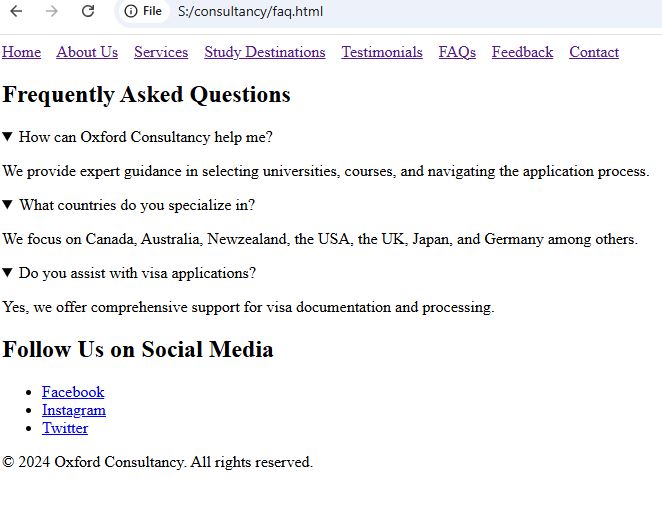 File S:/consultancy/faq.html
Home About Us Services Study Destinations Testimonials FAQs Feedback Contact
Frequently Asked Questions
How can Oxford Consultancy help me?
We provide expert guidance in selecting universities, courses, and navigating the application process.
What countries do you specialize in?
We focus on Canada, Australia, Newzealand, the USA, the UK, Japan, and Germany among others.
Do you assist with visa applications?
Yes, we offer comprehensive support for visa documentation and processing.
Follow Us on Social Media
Facebook
Instagram
Twitter
© 2024 Oxford Consultancy. All rights reserved.